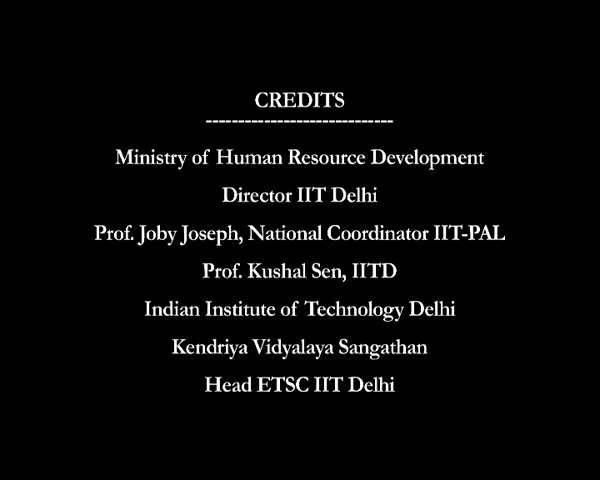 CREDITS
-----------------------------
Ministry of Human Resource Development
Director IIT Delhi
Prof. Joby Joseph, National Coordinator IIT-PAL
Prof. Kushal Sen, IITD
Indian Institute of Technology Delhi
Kendriya Vidyalaya Sangathan
Head ETSC IIT Delhi